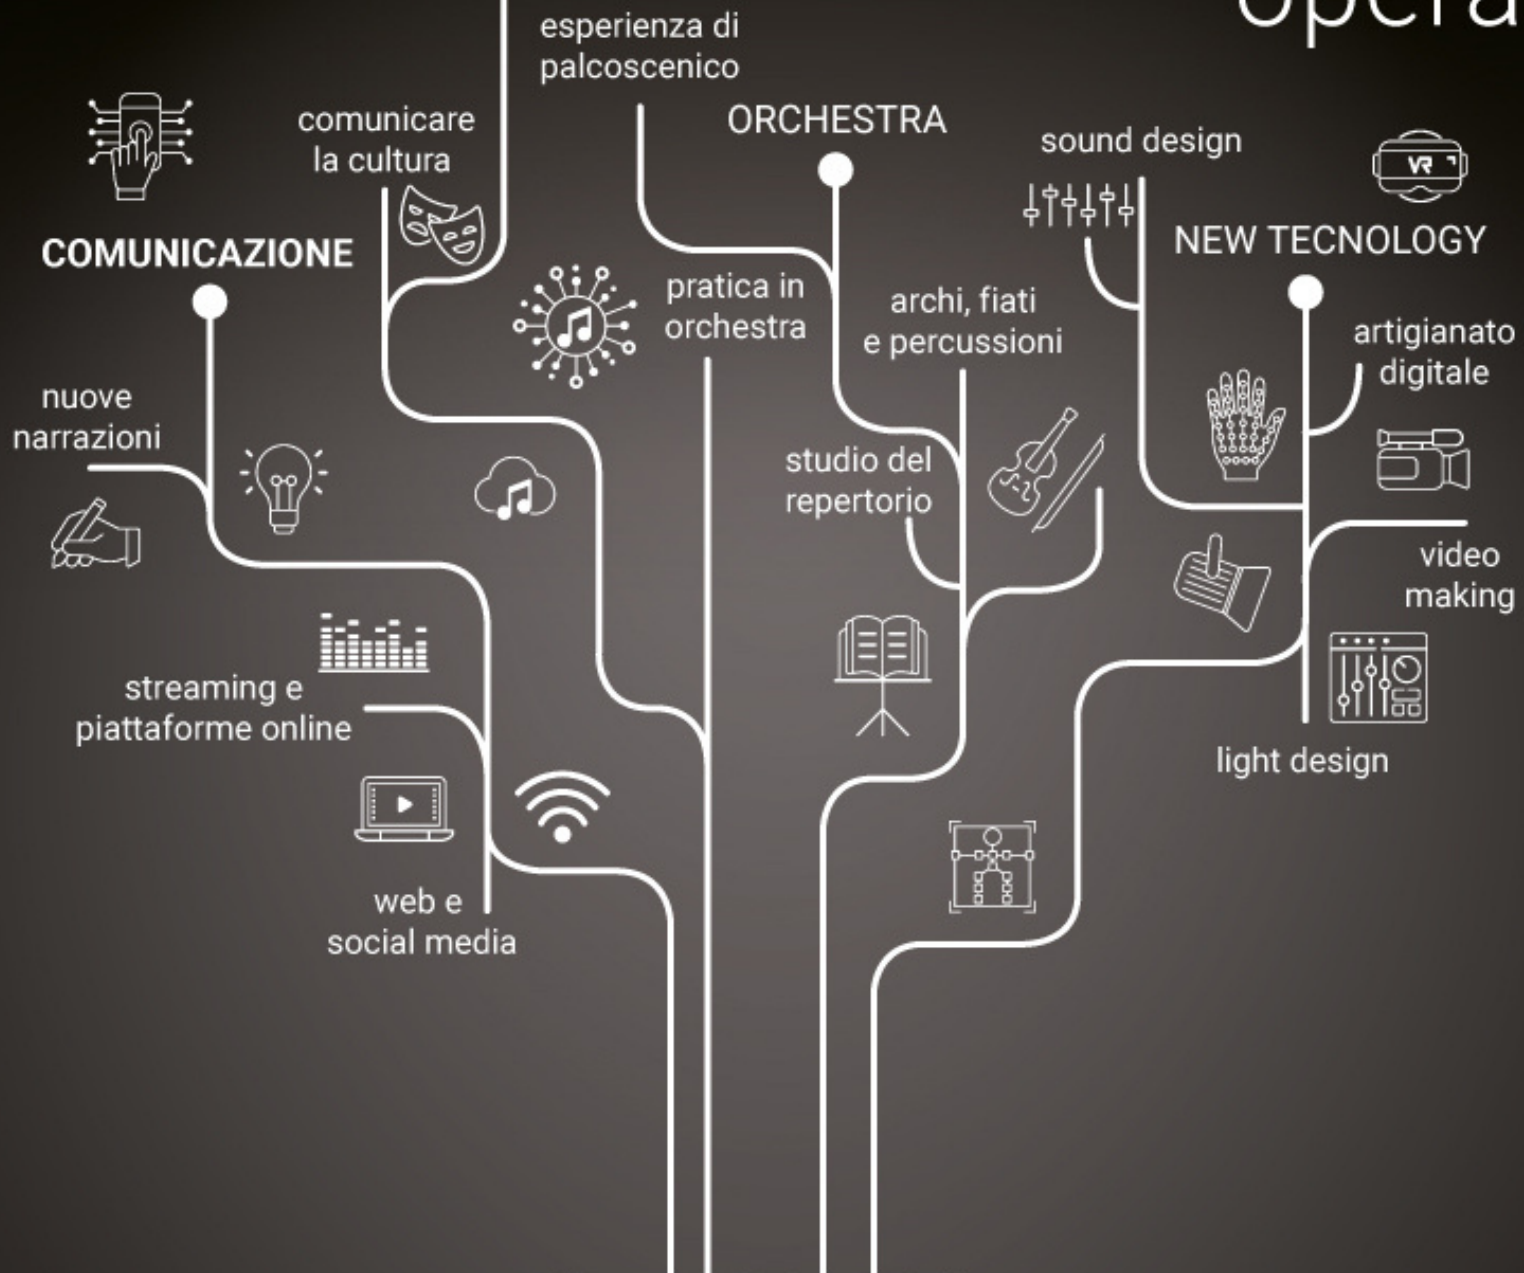 opera
esperienza di
palcoscenico
comunicare
la cultura
ORCHESTRA
sound design
VR
COMUNICAZIONE
NEW TECNOLOGY
pratica in
orchestra
archi, fiati
e percussioni
artigianato
digitale
nuove
narrazioni
studio del
repertorio
video
making
streaming e
piattaforme online
light design
web e
social media